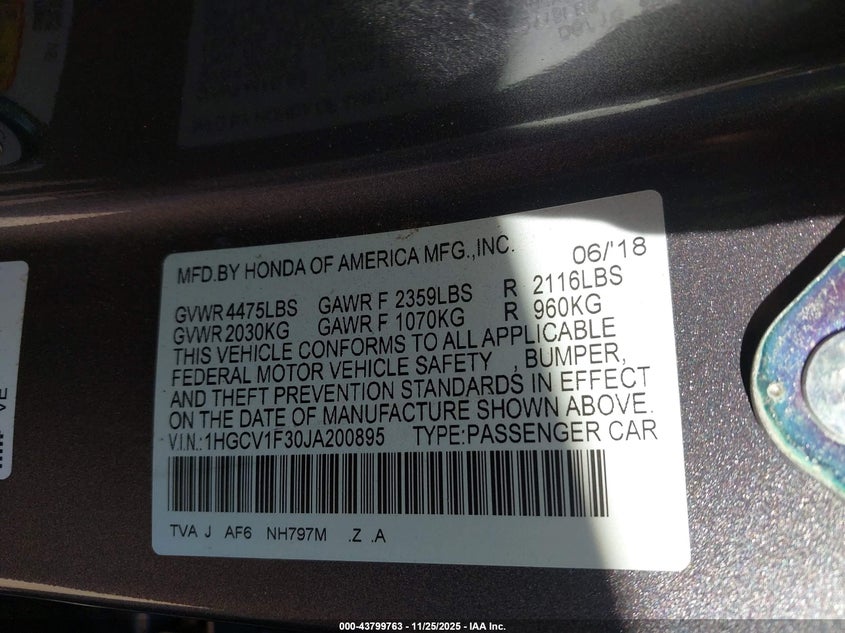 MFD.BY HONDA OF AMERICA MFG.,INC. 06/'18
GVWR 4475LBS GAWR F 2359LBS R 2116LBS
GVWR 2030KG GAWR F 1070KG R 960KG
THIS VEHICLE CONFORMS TO ALL APPLICABLE
FEDERAL MOTOR VEHICLE SAFETY , BUMPER,
AND THEFT PREVENTION STANDARDS IN EFFECT
ON THE DATE OF MANUFACTURE SHOWN ABOVE.
V.I.N.:1HGCV1F30JA200895 TYPE:PASSENGER CAR
TVA J AF6 NH797M .Z .A
VE
000-43799763 - 11/25/2025 - IAA Inc.